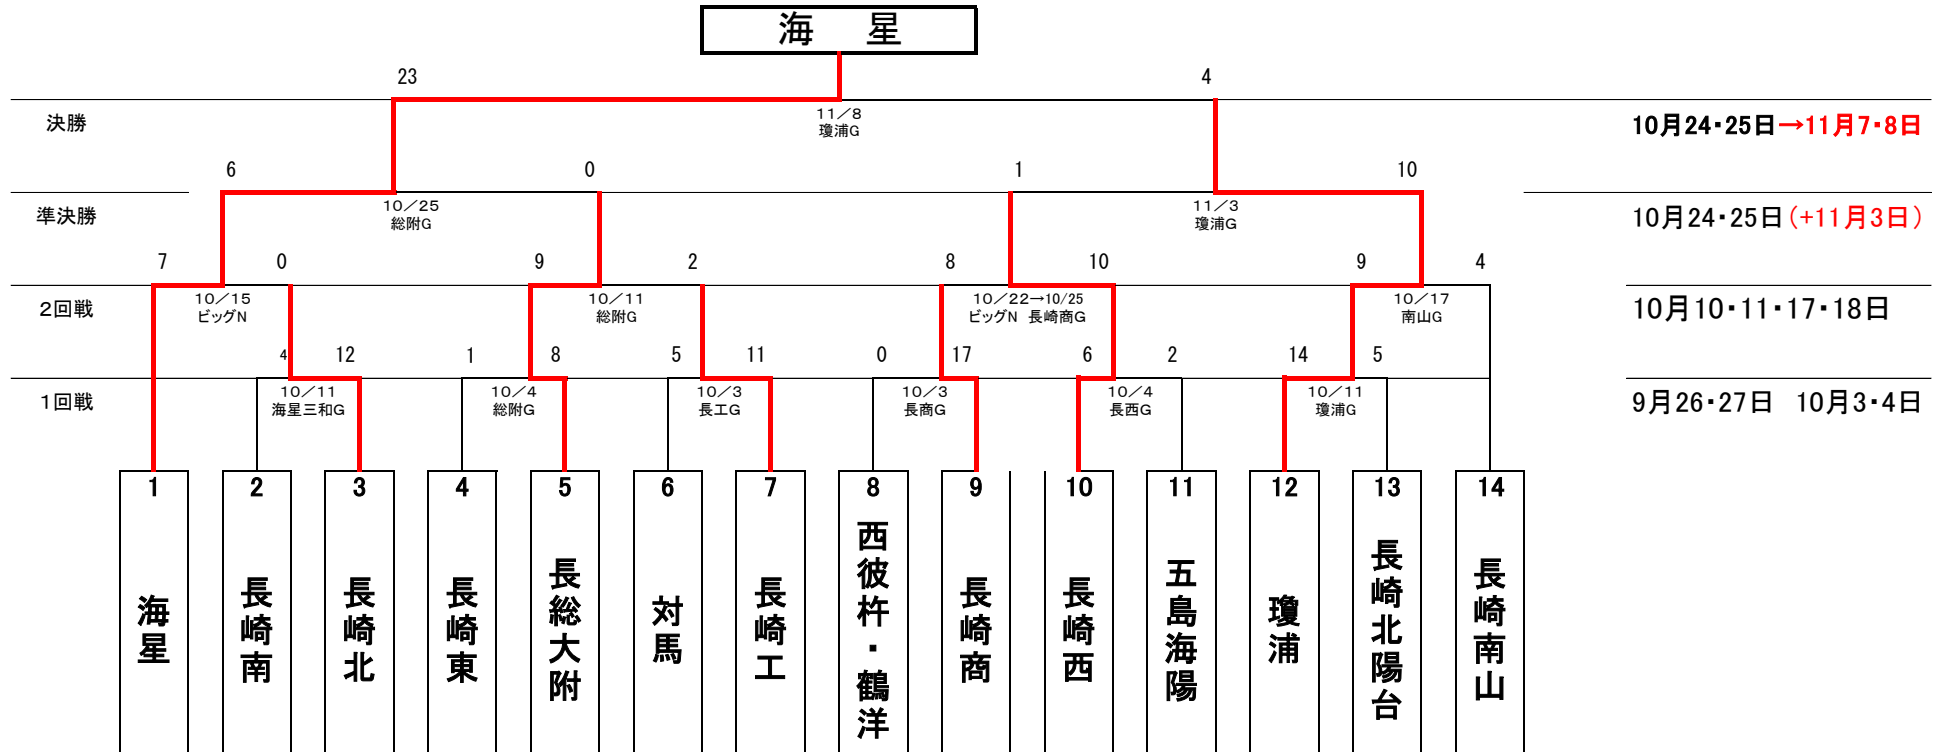 海　星
23 4
11／8
瓊浦G
決勝
10月24・25日→11月7・8日
6 0 1 10
10／25
総附G
11／3
瓊浦G
準決勝
10月24・25日（+11月3日）
7 0 9 2 8 10 9 4
10／15
ビッグN
10／11
総附G
10／22→10/25
ビッグN 長崎商G
10／17
南山G
2回戦
10月10・11・17・18日
4 12 1 8 5 11 0 17 6 2 14 5
10／11
海星三和G
10／4
総附G
10／3
長工G
10／3
長商G
10／4
長西G
10／11
瓊浦G
1回戦
9月26・27日　10月3・4日
1
海星
2
長崎南
3
長崎北
4
長崎東
5
長総大附
6
対馬
7
長崎工
8
西彼杵・鶴洋
9
長崎商
10
長崎西
11
五島海陽
12
瓊浦
13
長崎北陽台
14
長崎南山